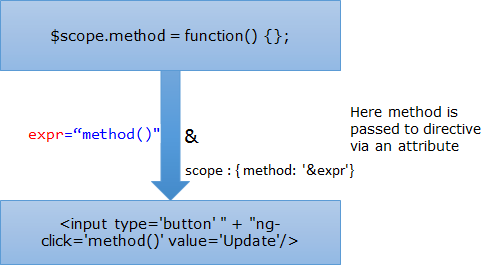 $scope.method = function() {};
expr=“method()"
&
scope : { method: '&expr'}
Here method is
passed to directive
via an attribute
<input type='button' " + "ng-
click='method()' value='Update'/>